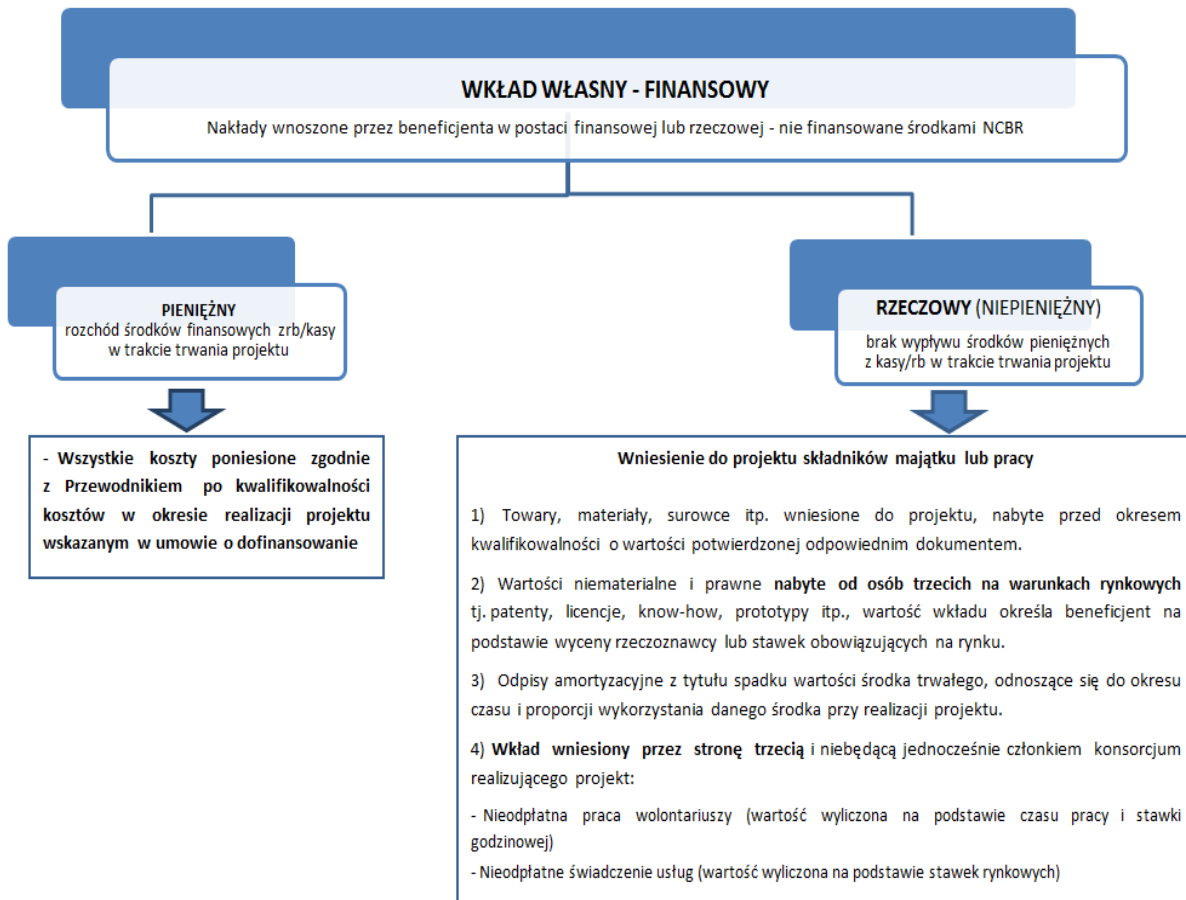 WKŁAD WŁASNY - FINANSOWY
Nakłady wnoszone przez beneficjenta w postaci finansowej lub rzeczowej - nie finansowane środkami NCBR
PIENIĘŻNY
rozchód środków finansowych zrb/kasy
w trakcie trwania projektu
- Wszystkie koszty poniesione zgodnie
z Przewodnikiem po kwalifikowalności
kosztów w okresie realizacji projektu
wskazanym w umowie o dofinansowanie
RZECZOWY (NIEPIENIĘŻNY)
brak wypływu środków pieniężnych
z kasy/rb w trakcie trwania projektu
Wniesienie do projektu składników majątku lub pracy
1) Towary, materiały, surowce itp. wniesione do projektu, nabyte przed okresem
kwalifikowalności o wartości potwierdzonej odpowiednim dokumentem.
2) Wartości niematerialne i prawne nabyte od osób trzecich na warunkach rynkowych
tj. patenty, licencje, know-how, prototypy itp., wartość wkładu określa beneficjent na
podstawie wyceny rzeczoznawcy lub stawek obowiązujących na rynku.
3) Odpisy amortyzacyjne z tytułu spadku wartości środka trwałego, odnoszące się do okresu
czasu i proporcji wykorzystania danego środka przy realizacji projektu.
4) Wkład wniesiony przez stronę trzecią i niebędącą jednocześnie członkiem konsorcjum
realizującego projekt:
- Nieodpłatna praca wolontariuszy (wartość wyliczona na podstawie czasu pracy i stawki
godzinowej)
- Nieodpłatne świadczenie usług (wartość wyliczona na podstawie stawek rynkowych)